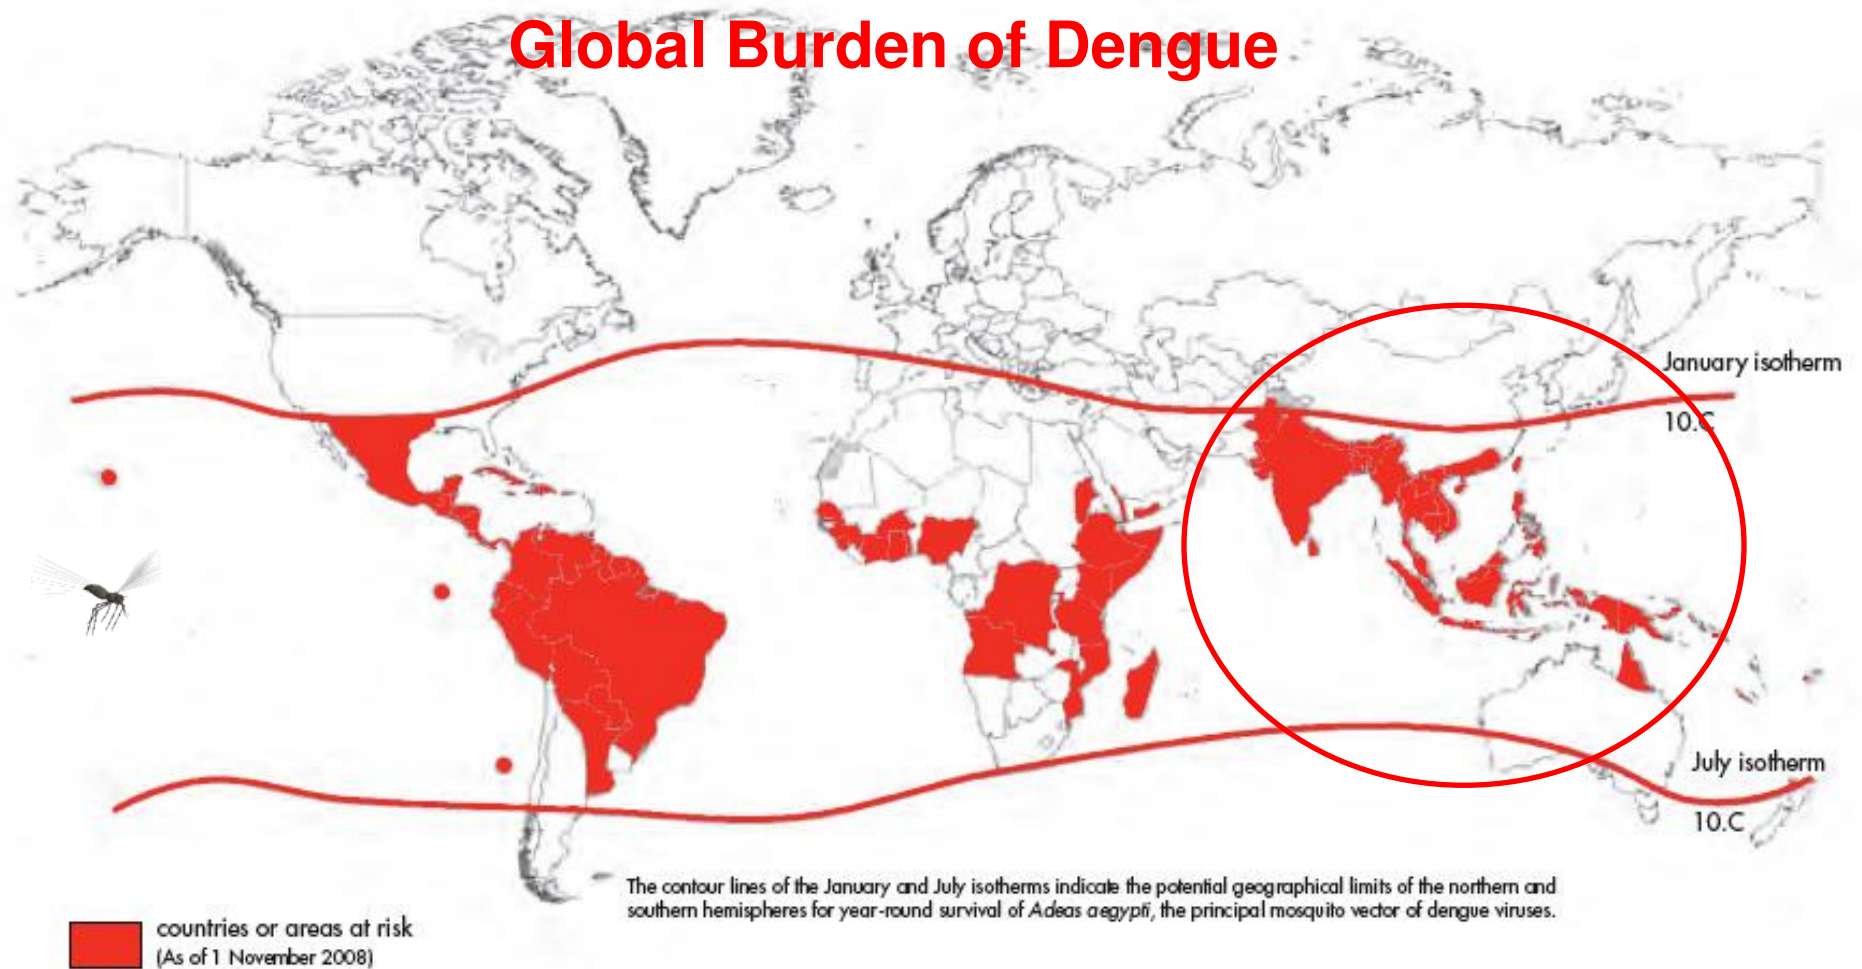 Global Burden of Dengue
January isotherm
10.C
July isotherm
10.C
The contour lines of the January and July isotherms indicate the potential geographical limits of the northern and
southern hemispheres for year-round survival of Adeas aegypti, the principal mosquito vector of dengue viruses.
countries or areas at risk
(As of 1 November 2008)